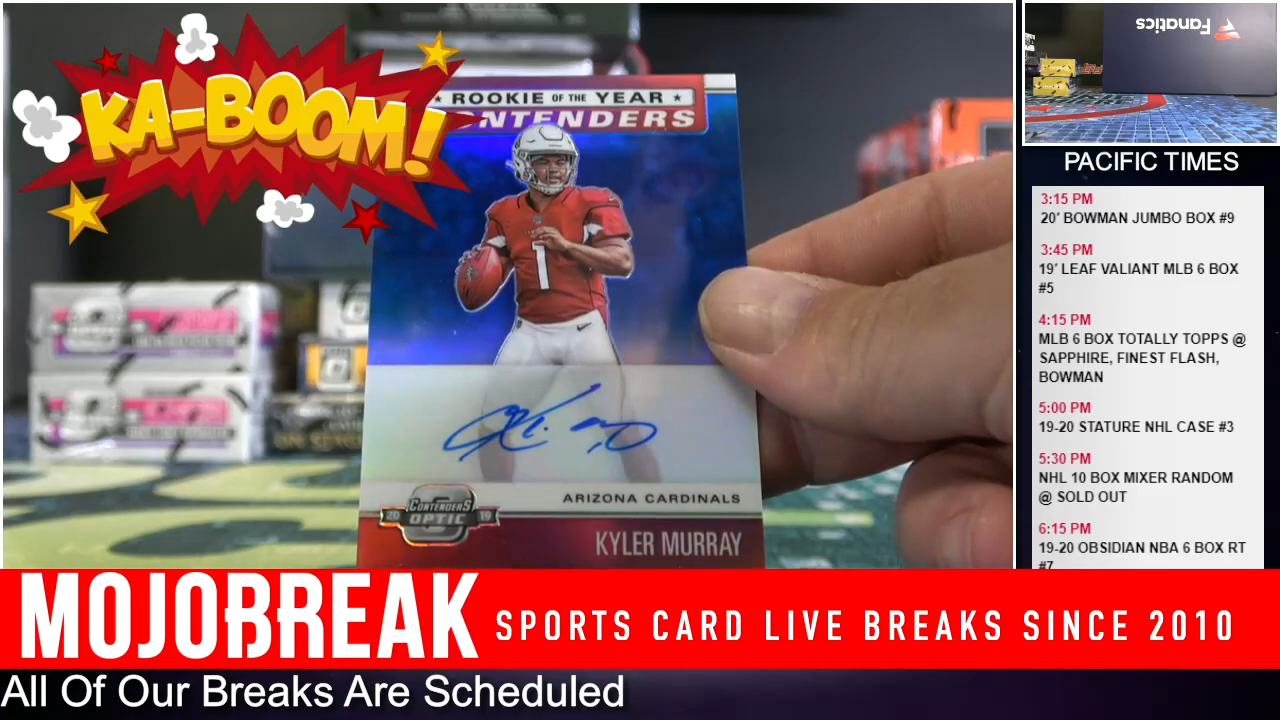 KA-BOOM!
ROOKIE OF THE YEAR
CONTENDERS
1
20 CONTENDERS 19
OPTIC
ARIZONA CARDINALS
KYLER MURRAY
Fanatics
PACIFIC TIMES
3:15 PM
20' BOWMAN JUMBO BOX #9
3:45 PM
19' LEAF VALIANT MLB 6 BOX
#5
4:15 PM
MLB 6 BOX TOTALLY TOPPS @
SAPPHIRE, FINEST FLASH,
BOWMAN
5:00 PM
19-20 STATURE NHL CASE #3
5:30 PM
NHL 10 BOX MIXER RANDOM
@ SOLD OUT
6:15 PM
19-20 OBSIDIAN NBA 6 BOX RT
#7
MOJOBREAK SPORTS CARD LIVE BREAKS SINCE 2010
All Of Our Breaks Are Scheduled